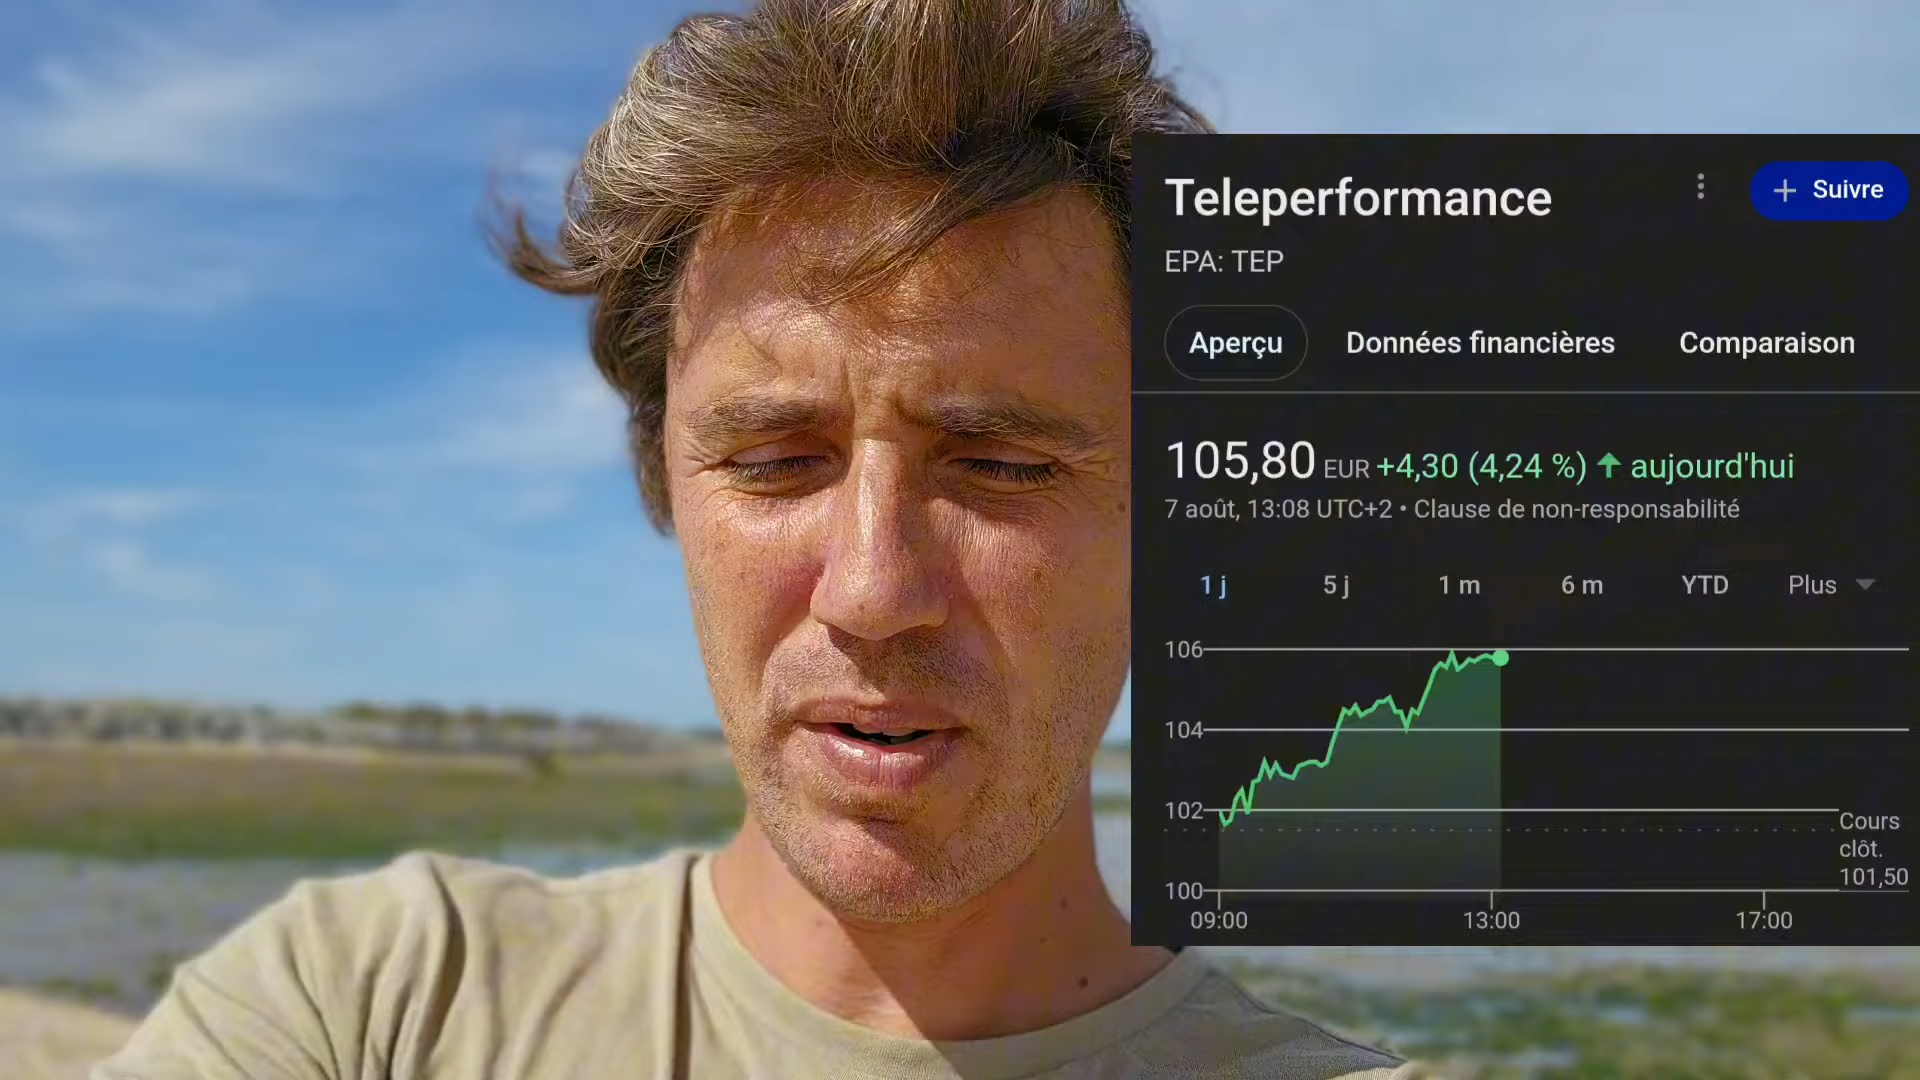 Teleperformance
+ Suivre
EPA: TEP
Aperçu Données financières Comparaison
105,80 EUR +4,30 (4,24 %) ↑ aujourd'hui
7 août, 13:08 UTC+2 • Clause de non-responsabilité
1 j 5 j 1 m 6 m YTD Plus
106
104
102
100
Cours
clôt.
101,50
09:00 13:00 17:00